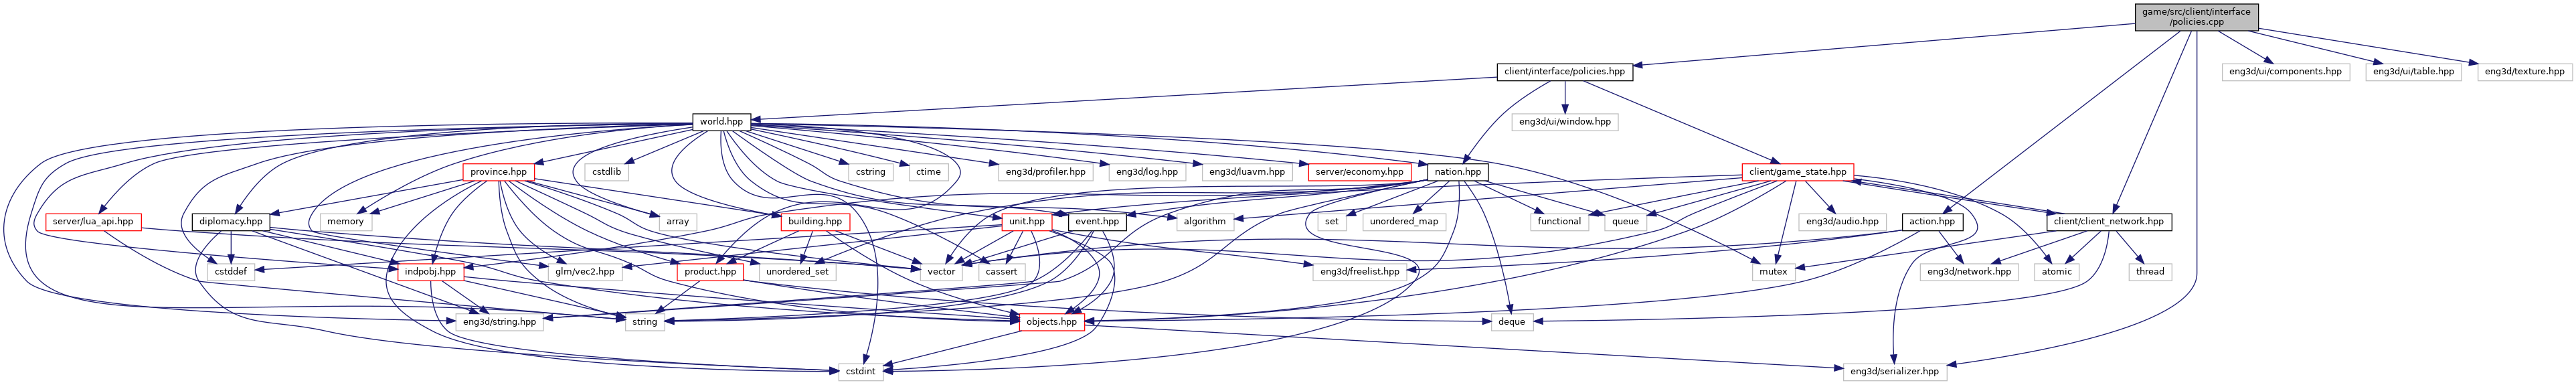 game/src/client/interface
/policies.cpp
client/interface/policies.hpp
eng3d/ui/components.hpp
eng3d/ui/table.hpp
eng3d/texture.hpp
world.hpp
eng3d/ui/window.hpp
province.hpp
cstdlib
cstring
ctime
eng3d/profiler.hpp
eng3d/log.hpp
eng3d/luavm.hpp
server/economy.hpp
nation.hpp
client/game_state.hpp
server/lua_api.hpp
diplomacy.hpp
memory
array
building.hpp
unit.hpp
event.hpp
algorithm
set
unordered_map
functional
queue
eng3d/audio.hpp
action.hpp
client/client_network.hpp
cstddef
indpobj.hpp
glm/vec2.hpp
product.hpp
unordered_set
vector
cassert
eng3d/freelist.hpp
mutex
eng3d/network.hpp
atomic
thread
eng3d/string.hpp
string
objects.hpp
deque
cstdint
eng3d/serializer.hpp